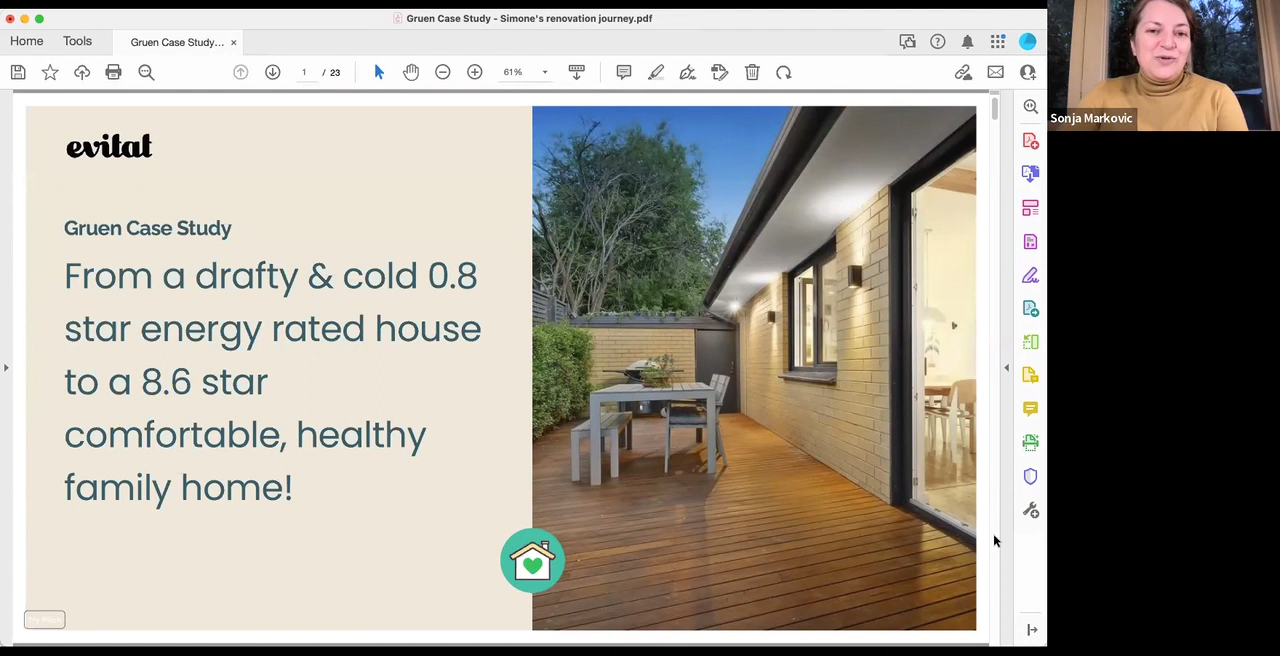 Gruen Case Study - Simone's renovation journey.pdf
Home
Tools
Gruen Case Study...
1 / 23
61%
Sonja Markovic
evitat
Gruen Case Study
From a drafty & cold 0.8
star energy rated house
to a 8.6 star
comfortable, healthy
family home!